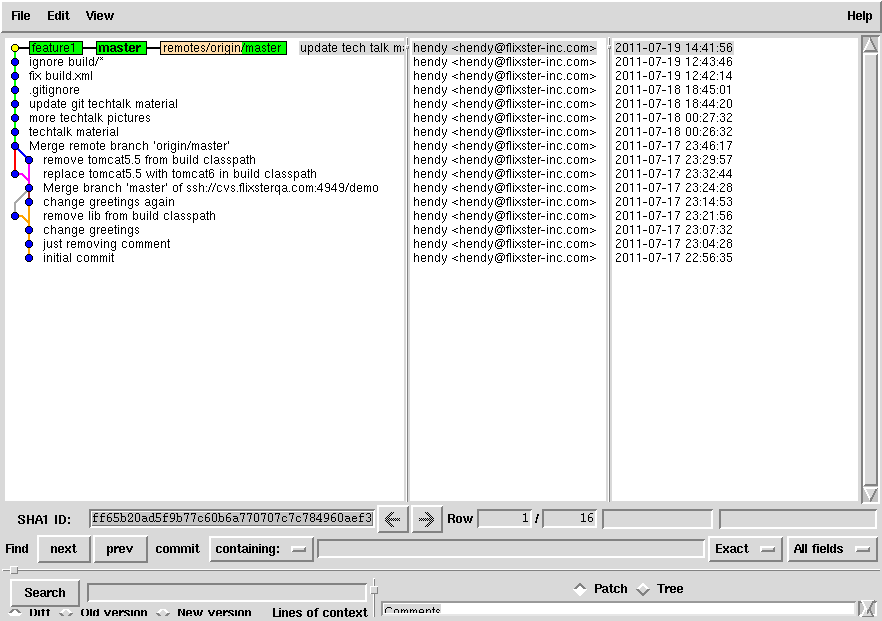 File Edit View Help
feature1 master remotes/origin/master update tech talk ma hendy <hendy@flixster-inc.com> 2011-07-19 14:41:56
ignore build/* hendy <hendy@flixster-inc.com> 2011-07-19 12:43:46
fix build.xml hendy <hendy@flixster-inc.com> 2011-07-19 12:42:14
.gitignore hendy <hendy@flixster-inc.com> 2011-07-18 18:45:01
update git techtalk material hendy <hendy@flixster-inc.com> 2011-07-18 18:44:20
more techtalk pictures hendy <hendy@flixster-inc.com> 2011-07-18 00:27:32
techtalk material hendy <hendy@flixster-inc.com> 2011-07-18 00:26:32
Merge remote branch 'origin/master' hendy <hendy@flixster-inc.com> 2011-07-17 23:46:17
remove tomcat5.5 from build classpath hendy <hendy@flixster-inc.com> 2011-07-17 23:29:57
replace tomcat5.5 with tomcat6 in build classpath hendy <hendy@flixster-inc.com> 2011-07-17 23:32:44
Merge branch 'master' of ssh://cvs.flixsterqa.com:4949/demo hendy <hendy@flixster-inc.com> 2011-07-17 23:24:28
change greetings again hendy <hendy@flixster-inc.com> 2011-07-17 23:14:53
remove lib from build classpath hendy <hendy@flixster-inc.com> 2011-07-17 23:21:56
change greetings hendy <hendy@flixster-inc.com> 2011-07-17 23:07:32
just removing comment hendy <hendy@flixster-inc.com> 2011-07-17 23:04:28
initial commit hendy <hendy@flixster-inc.com> 2011-07-17 22:56:35
SHA1 ID: ff65b20ad5f9b77c60b6a770707c7c784960aef3 Row 1 / 16
Find next prev commit containing: Exact All fields
Search Patch Tree
Diff Old version New version Lines of context Comments